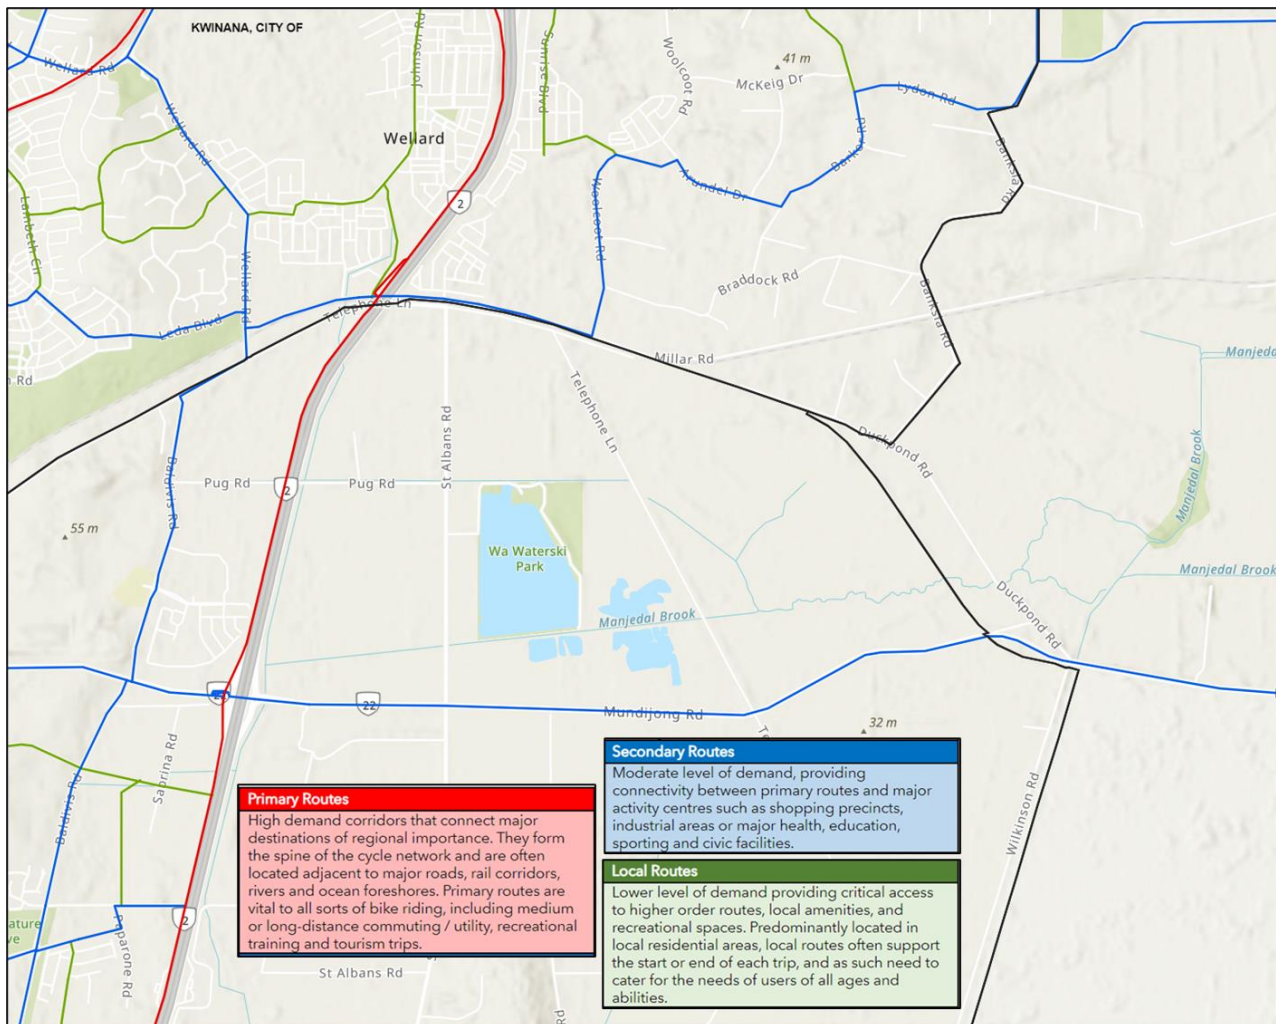 KWINANA, CITY OF
Wellard Rd
Johnson Rd
Sunrise Blvd
Woolcoot Rd
41 m
McKeig Dr
Lydon Rd
Wellard Rd
Wellard
Barker Rd
Banksia Rd
Arundel Dr
2
Lambeth Cir
Wellard Rd
Woolcoot Rd
Braddock Rd
Telephone Ln
Leda Blvd
Banksia Rd
Millar Rd
Manjed
n Rd
Telephone Ln
St Albans Rd
Duckpond Rd
Baldivis Rd
Pug Rd
2
Pug Rd
Manjedal Brook
55 m
Wa Waterski
Park
Manjedal Brook
Duckpond Rd
Manjedal Brook
22
Mundijong Rd
32 m
Te
Sabrina Rd
Baldivis Rd
Wilkinson Rd
Secondary Routes
Moderate level of demand, providing
connectivity between primary routes and major
activity centres such as shopping precincts,
industrial areas or major health, education,
sporting and civic facilities.
Primary Routes
High demand corridors that connect major
destinations of regional importance. They form
the spine of the cycle network and are often
located adjacent to major roads, rail corridors,
rivers and ocean foreshores. Primary routes are
vital to all sorts of bike riding, including medium
or long-distance commuting / utility, recreational
training and tourism trips.
Local Routes
Lower level of demand providing critical access
to higher order routes, local amenities, and
recreational spaces. Predominantly located in
local residential areas, local routes often support
the start or end of each trip, and as such need to
cater for the needs of users of all ages and
abilities.
2
ature
ve
Paparone Rd
St Albans Rd
Rd